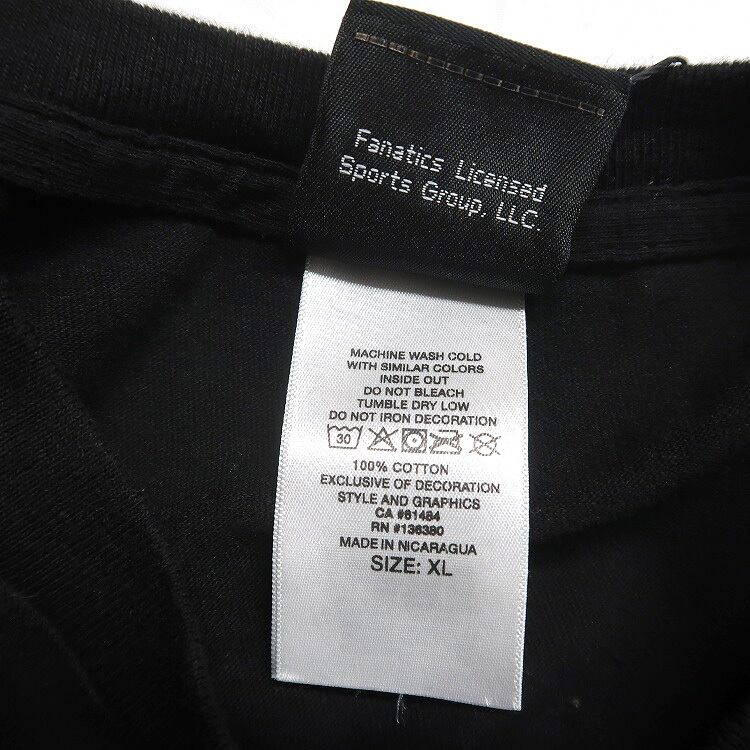 Fanatics Licensed
Sports Group, LLC.
MACHINE WASH COLD
WITH SIMILAR COLORS
INSIDE OUT
DO NOT BLEACH
TUMBLE DRY LOW
DO NOT IRON DECORATION
30
100% COTTON
EXCLUSIVE OF DECORATION
STYLE AND GRAPHICS
CA #61484
RN #136380
MADE IN NICARAGUA
SIZE: XL